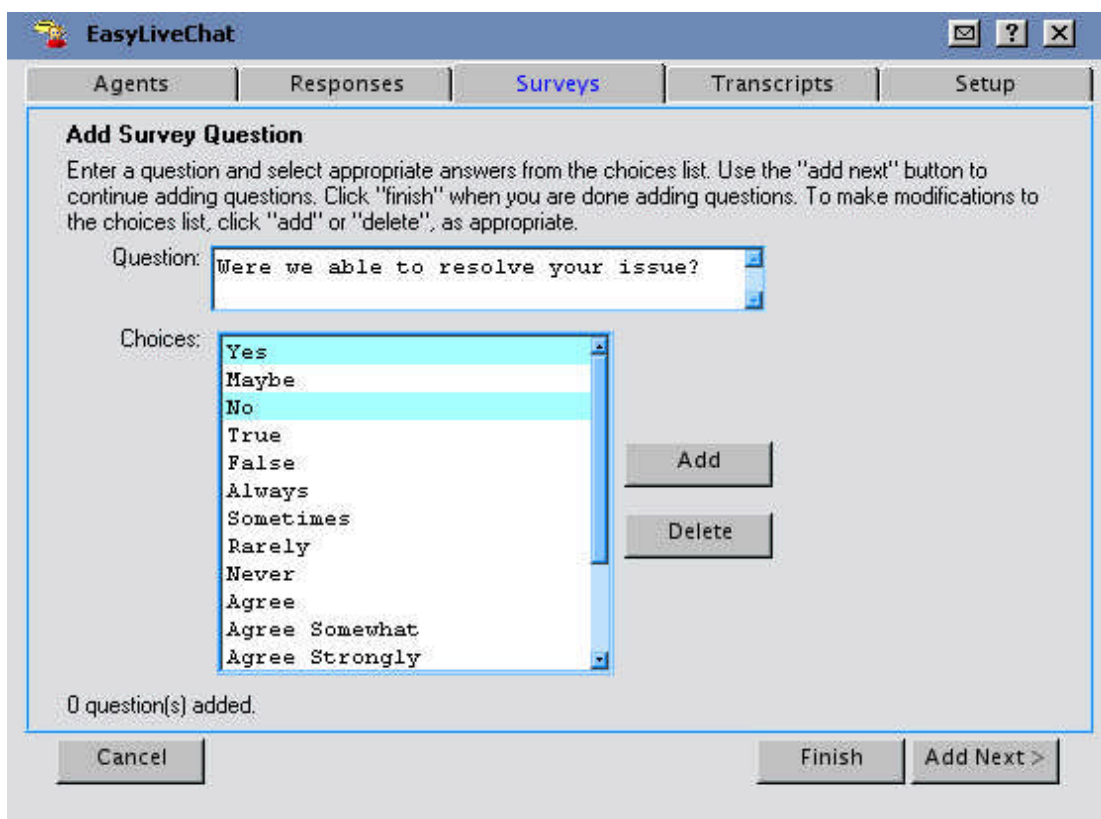 EasyLiveChat
Agents Responses Surveys Transcripts Setup
Add Survey Question
Enter a question and select appropriate answers from the choices list. Use the "add next" button to
continue adding questions. Click "finish" when you are done adding questions. To make modifications to
the choices list, click "add" or "delete", as appropriate.
Question: Were we able to resolve your issue?
Choices: Yes
Maybe
No
True
False
Always
Sometimes
Rarely
Never
Agree
Agree Somewhat
Agree Strongly
Add
Delete
0 question(s) added.
Cancel Finish Add Next >